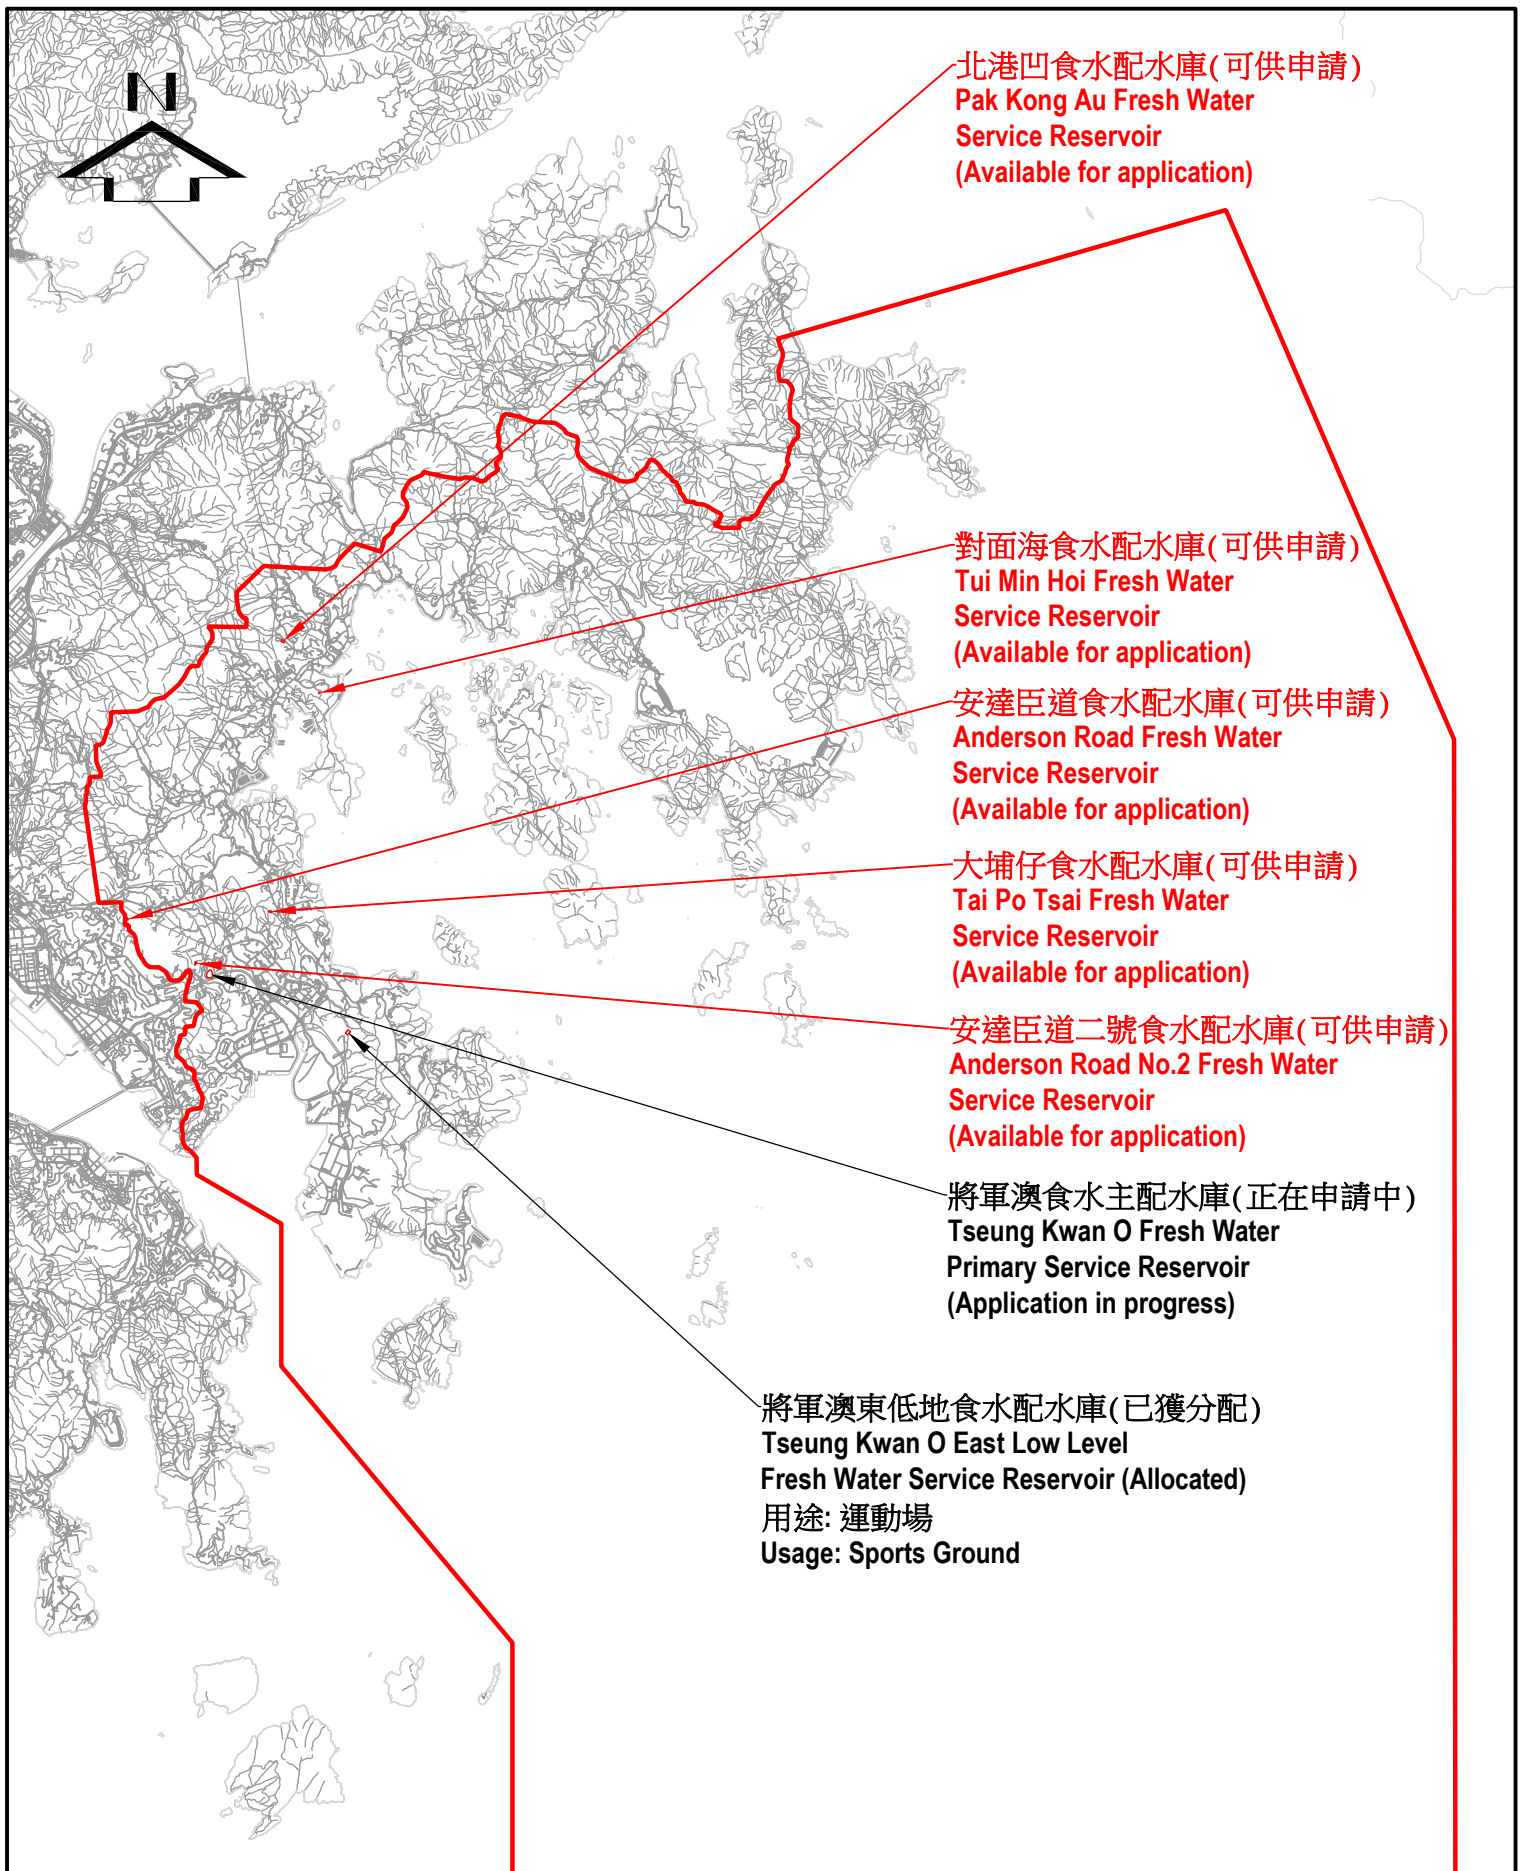 N
北港凹食水配水庫(可供申請)
Pak Kong Au Fresh Water
Service Reservoir
(Available for application)
對面海食水配水庫(可供申請)
Tui Min Hoi Fresh Water
Service Reservoir
(Available for application)
安達臣道食水配水庫(可供申請)
Anderson Road Fresh Water
Service Reservoir
(Available for application)
大埔仔食水配水庫(可供申請)
Tai Po Tsai Fresh Water
Service Reservoir
(Available for application)
安達臣道二號食水配水庫(可供申請)
Anderson Road No.2 Fresh Water
Service Reservoir
(Available for application)
將軍澳食水主配水庫(正在申請中)
Tseung Kwan O Fresh Water
Primary Service Reservoir
(Application in progress)
將軍澳東低地食水配水庫(已獲分配)
Tseung Kwan O East Low Level
Fresh Water Service Reservoir (Allocated)
用途: 運動場
Usage: Sports Ground